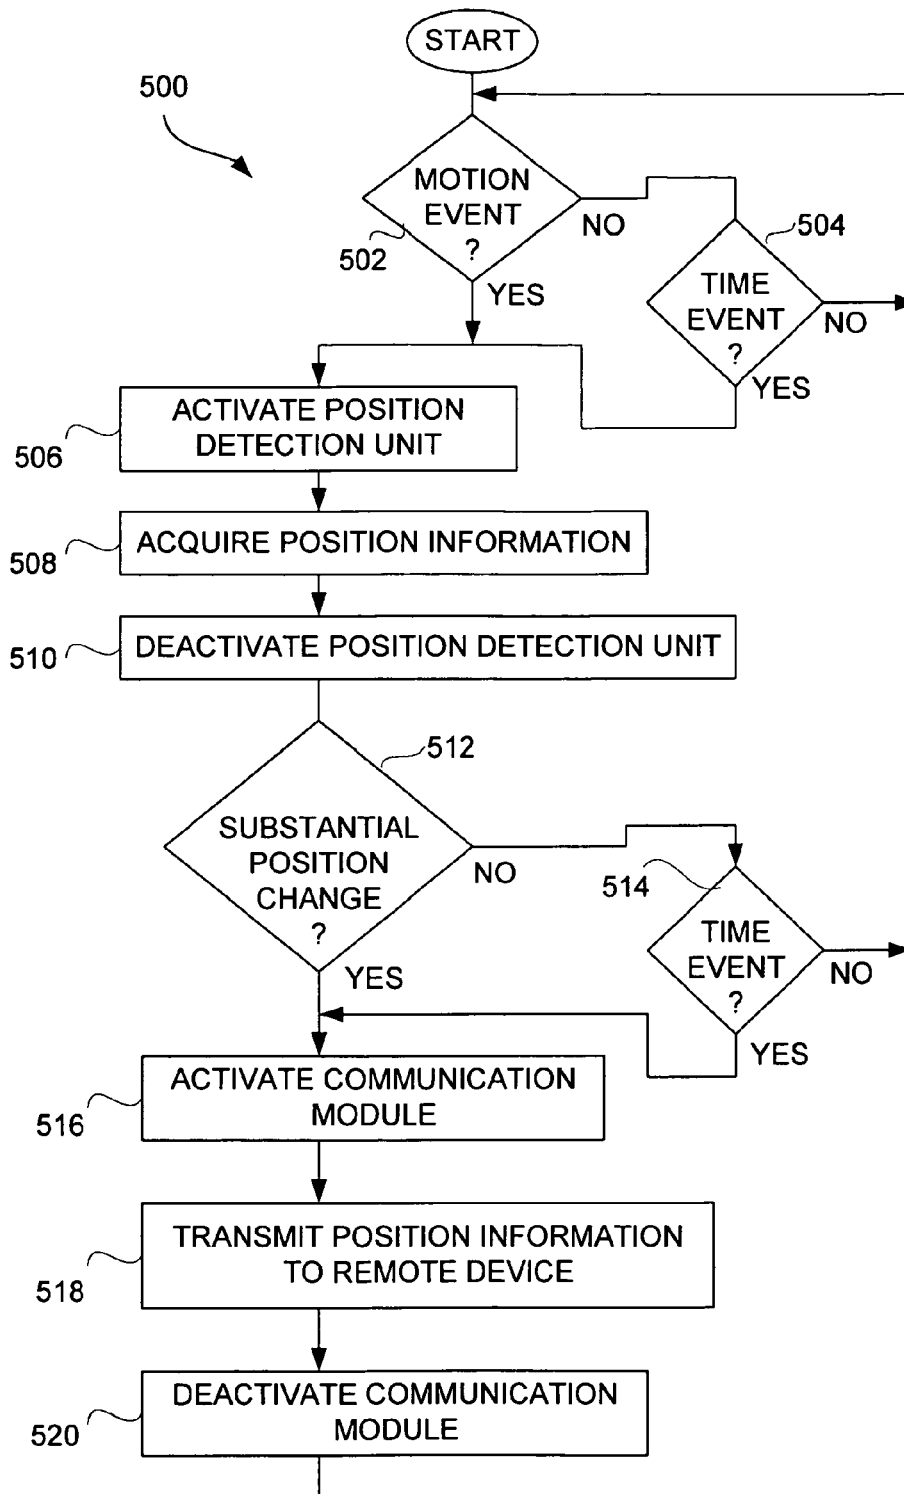 START
500
MOTION
EVENT
?
502
NO
504
YES
TIME
EVENT
?
NO
YES
ACTIVATE POSITION
DETECTION UNIT
506
ACQUIRE POSITION INFORMATION
508
DEACTIVATE POSITION DETECTION UNIT
510
512
SUBSTANTIAL
POSITION
CHANGE
?
NO
514
YES
TIME
EVENT
?
NO
YES
ACTIVATE COMMUNICATION
MODULE
516
TRANSMIT POSITION INFORMATION
TO REMOTE DEVICE
518
DEACTIVATE COMMUNICATION
MODULE
520